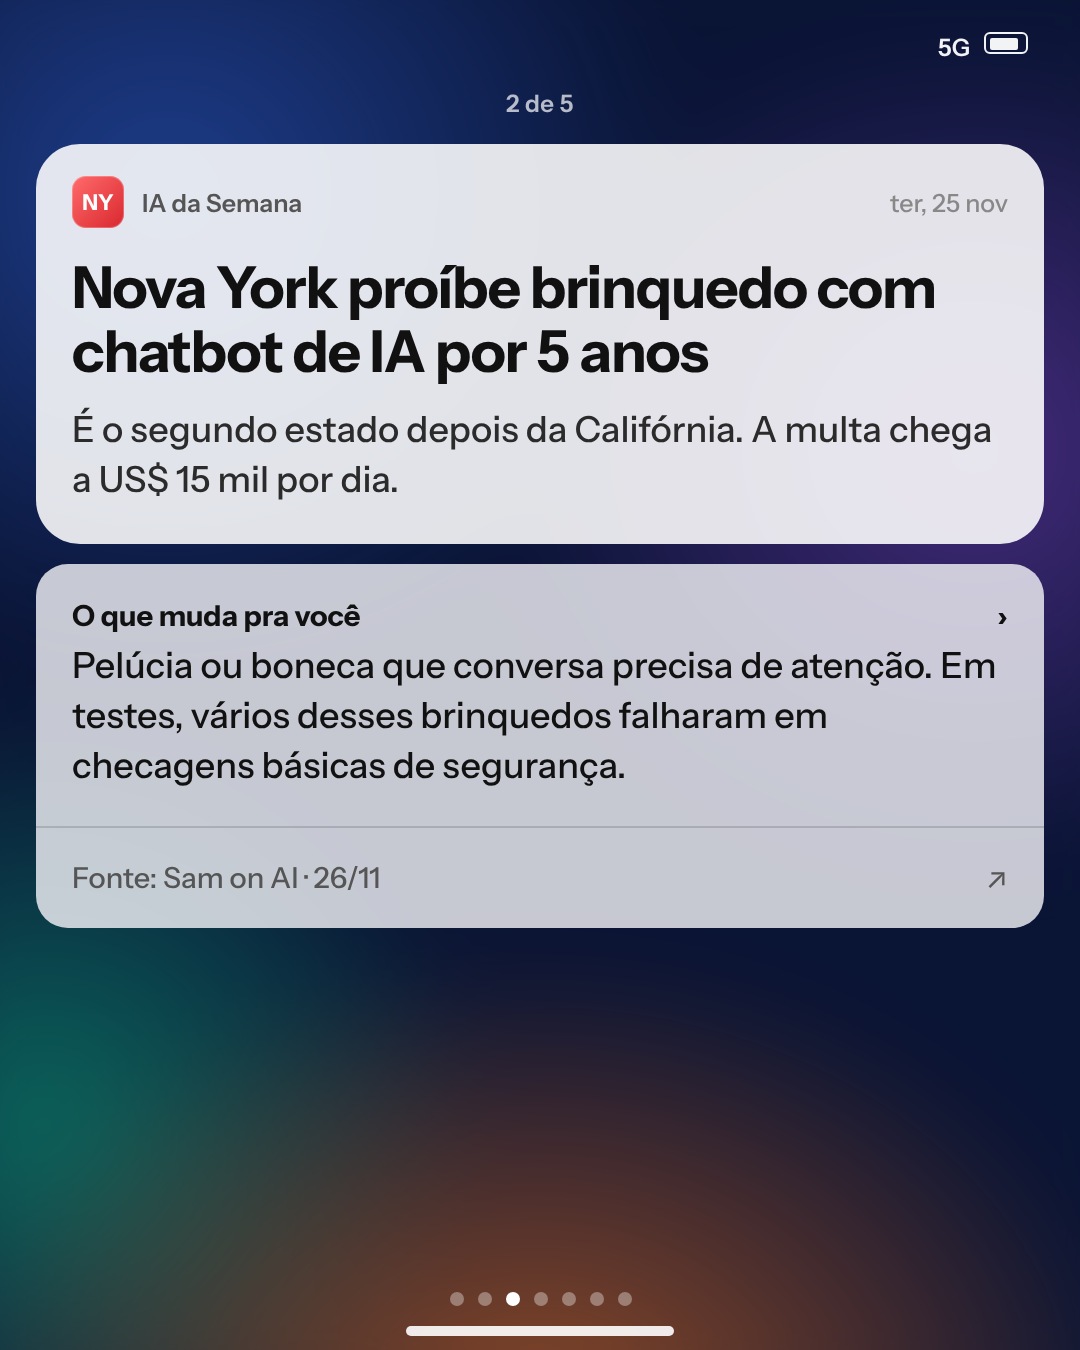 5G
2 de 5
NY IA da Semana ter, 25 nov
Nova York proíbe brinquedo com
chatbot de IA por 5 anos
É o segundo estado depois da Califórnia. A multa chega
a US$ 15 mil por dia.
O que muda pra você ›
Pelúcia ou boneca que conversa precisa de atenção. Em
testes, vários desses brinquedos falharam em
checagens básicas de segurança.
Fonte: Sam on AI · 26/11